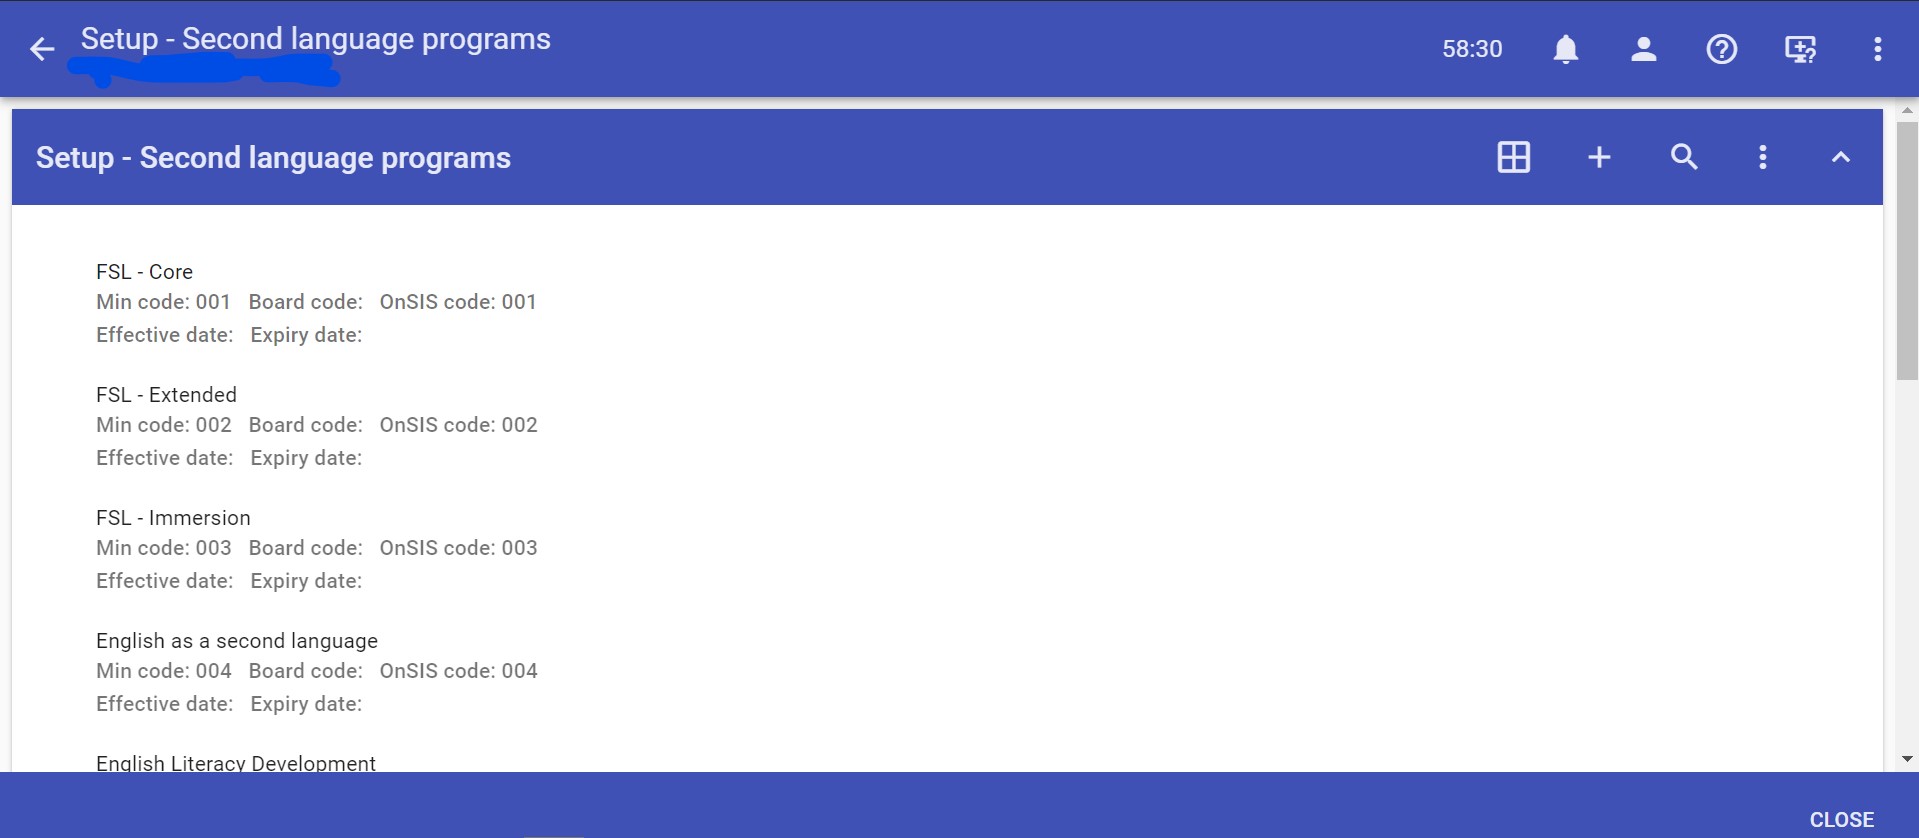 Setup - Second language programs
58:30
Setup - Second language programs
FSL - Core
Min code: 001 Board code: OnSIS code: 001
Effective date: Expiry date:
FSL - Extended
Min code: 002 Board code: OnSIS code: 002
Effective date: Expiry date:
FSL - Immersion
Min code: 003 Board code: OnSIS code: 003
Effective date: Expiry date:
English as a second language
Min code: 004 Board code: OnSIS code: 004
Effective date: Expiry date:
English Literacy Development
CLOSE